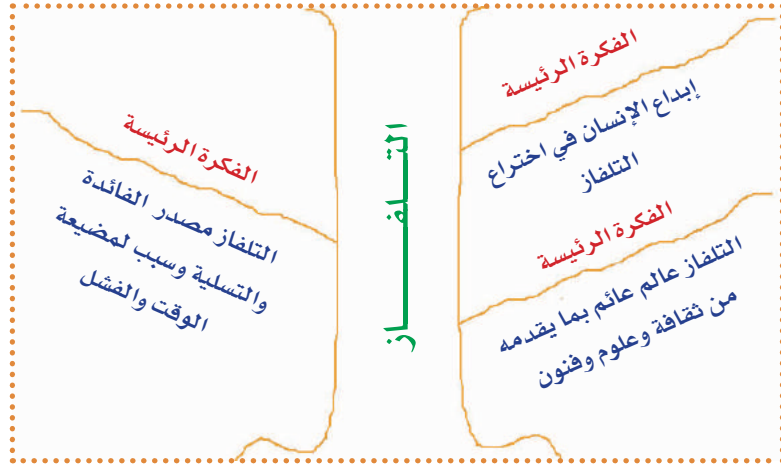 الفكرة الرئيسة
إبداع الإنسان في اختراع
التلفاز
الفكرة الرئيسة
التلفاز عالم عائم بما يقدمه
من ثقافة وعلوم وفنون
التلفاز
الفكرة الرئيسة
التلفاز مصدر الفائدة
والتسلية وسبب لمضيعة
الوقت والفشل